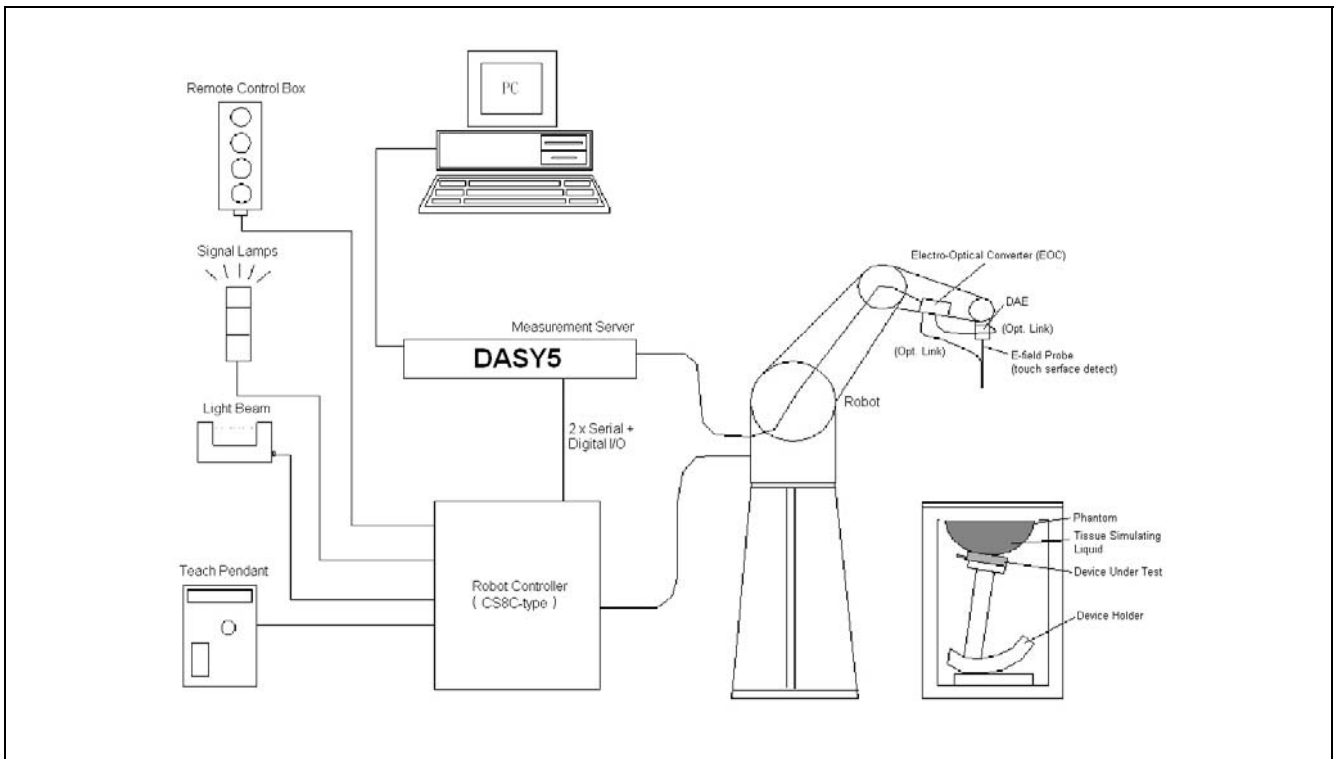 Remote Control Box
PC
Signal Lamps
Electro-Optical Converter (EOC)
DAE
(Opt. Link)
(Opt. Link)
E-field Probe
(touch serface detect)
Measurement Server
DASY5
Robot
Light Beam
2 x Serial +
Digital I/O
Phantom
Tissue Simulating
Liquid
Device Under Test
Teach Pendant
Robot Controller
( CS8C-type )
Device Holder